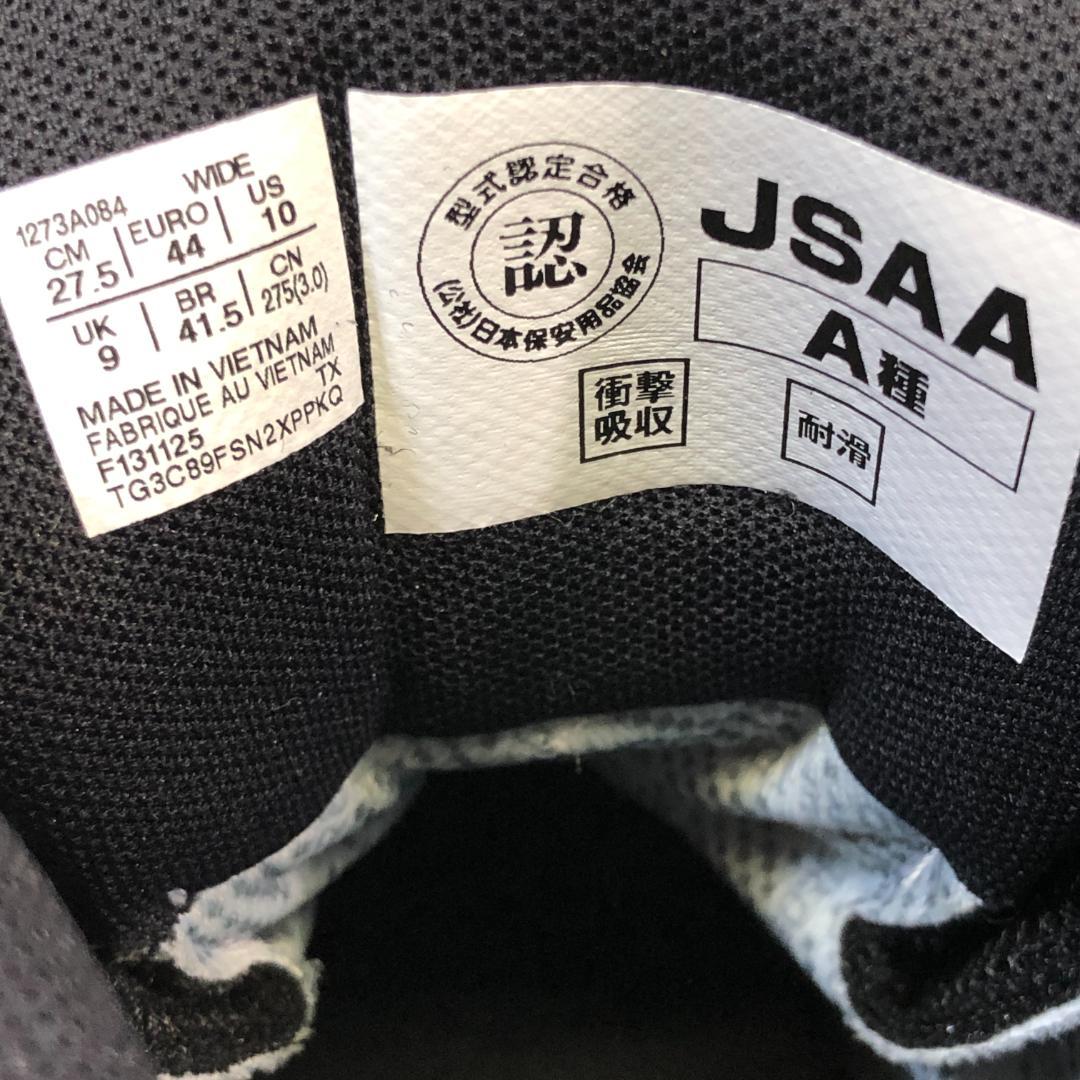 WIDE
1273A084
CM EURO US
27.5 44 10
UK BR CN
9 41.5 275(3.0)
MADE IN VIETNAM
FABRIQUE AU VIETNAM
F131125 TX
TG3C89FSN2XPPKQ
型式認定合格
認
(公社)日本保安用品協会
JSAA
A種
衝撃
吸収
耐滑